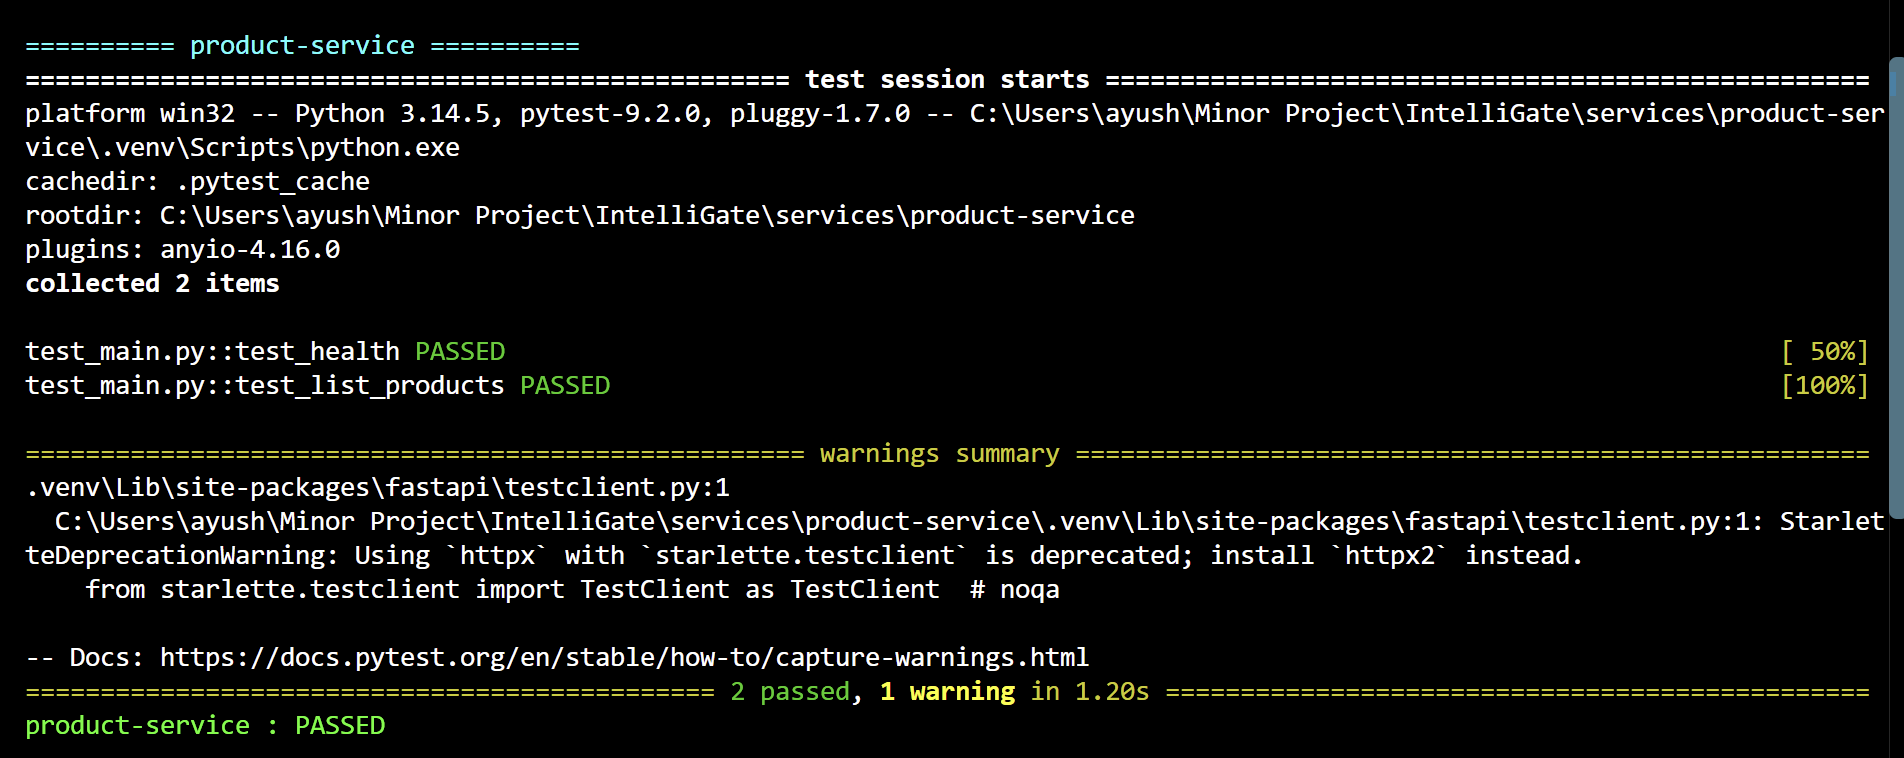 ========== product-service ==========
=================================================== test session starts ===================================================
platform win32 -- Python 3.14.5, pytest-9.2.0, pluggy-1.7.0 -- C:\Users\ayush\Minor Project\IntelliGate\services\product-ser
vice\.venv\Scripts\python.exe
cachedir: .pytest_cache
rootdir: C:\Users\ayush\Minor Project\IntelliGate\services\product-service
plugins: anyio-4.16.0
collected 2 items
test_main.py::test_health PASSED [ 50%]
test_main.py::test_list_products PASSED [100%]
==================================================== warnings summary =====================================================
.venv\Lib\site-packages\fastapi\testclient.py:1
  C:\Users\ayush\Minor Project\IntelliGate\services\product-service\.venv\Lib\site-packages\fastapi\testclient.py:1: Starlet
teDeprecationWarning: Using `httpx` with `starlette.testclient` is deprecated; install `httpx2` instead.
    from starlette.testclient import TestClient as TestClient  # noqa
-- Docs: https://docs.pytest.org/en/stable/how-to/capture-warnings.html
============================================== 2 passed, 1 warning in 1.20s ===============================================
product-service : PASSED